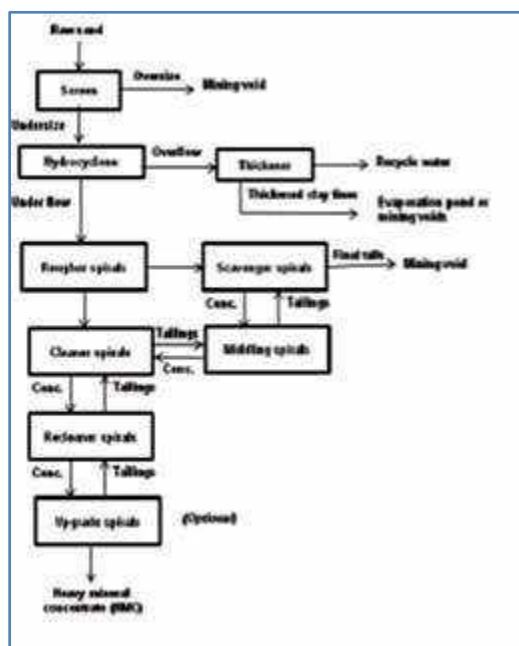 Raw sand
Screen
Oversize
Mining void
Undersize
Hydrocyclone
Overflow
Thickener
Recycle water
Under flow
Thickened clay fines
Evaporation pond or
mining voids
Rougher spirals
Scavenger spirals
Final tails
Mining void
Conc.
Tailings
Cleaner spirals
Tailings
Conc.
Middling spirals
Conc.
Tailings
Recleaner spirals
Conc.
Tailings
Upgrade spirals
(Optional)
Heavy mineral
concentrate (HMC)